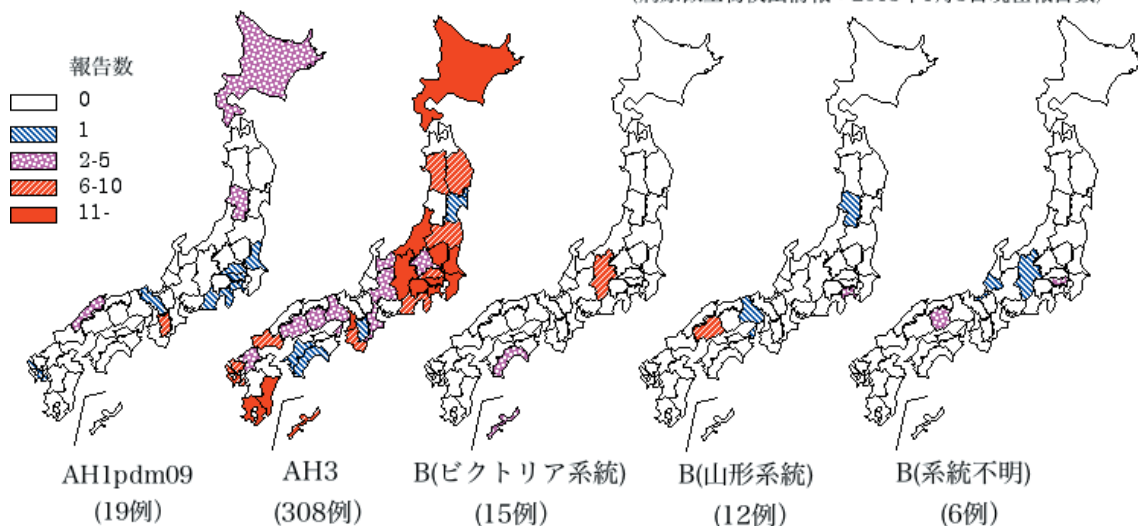 報告数
0
1
2-5
6-10
11-
AH1pdm09
(19例)
AH3
(308例)
B(ビクトリア系統)
(15例)
B(山形系統)
(12例)
B(系統不明)
(6例)